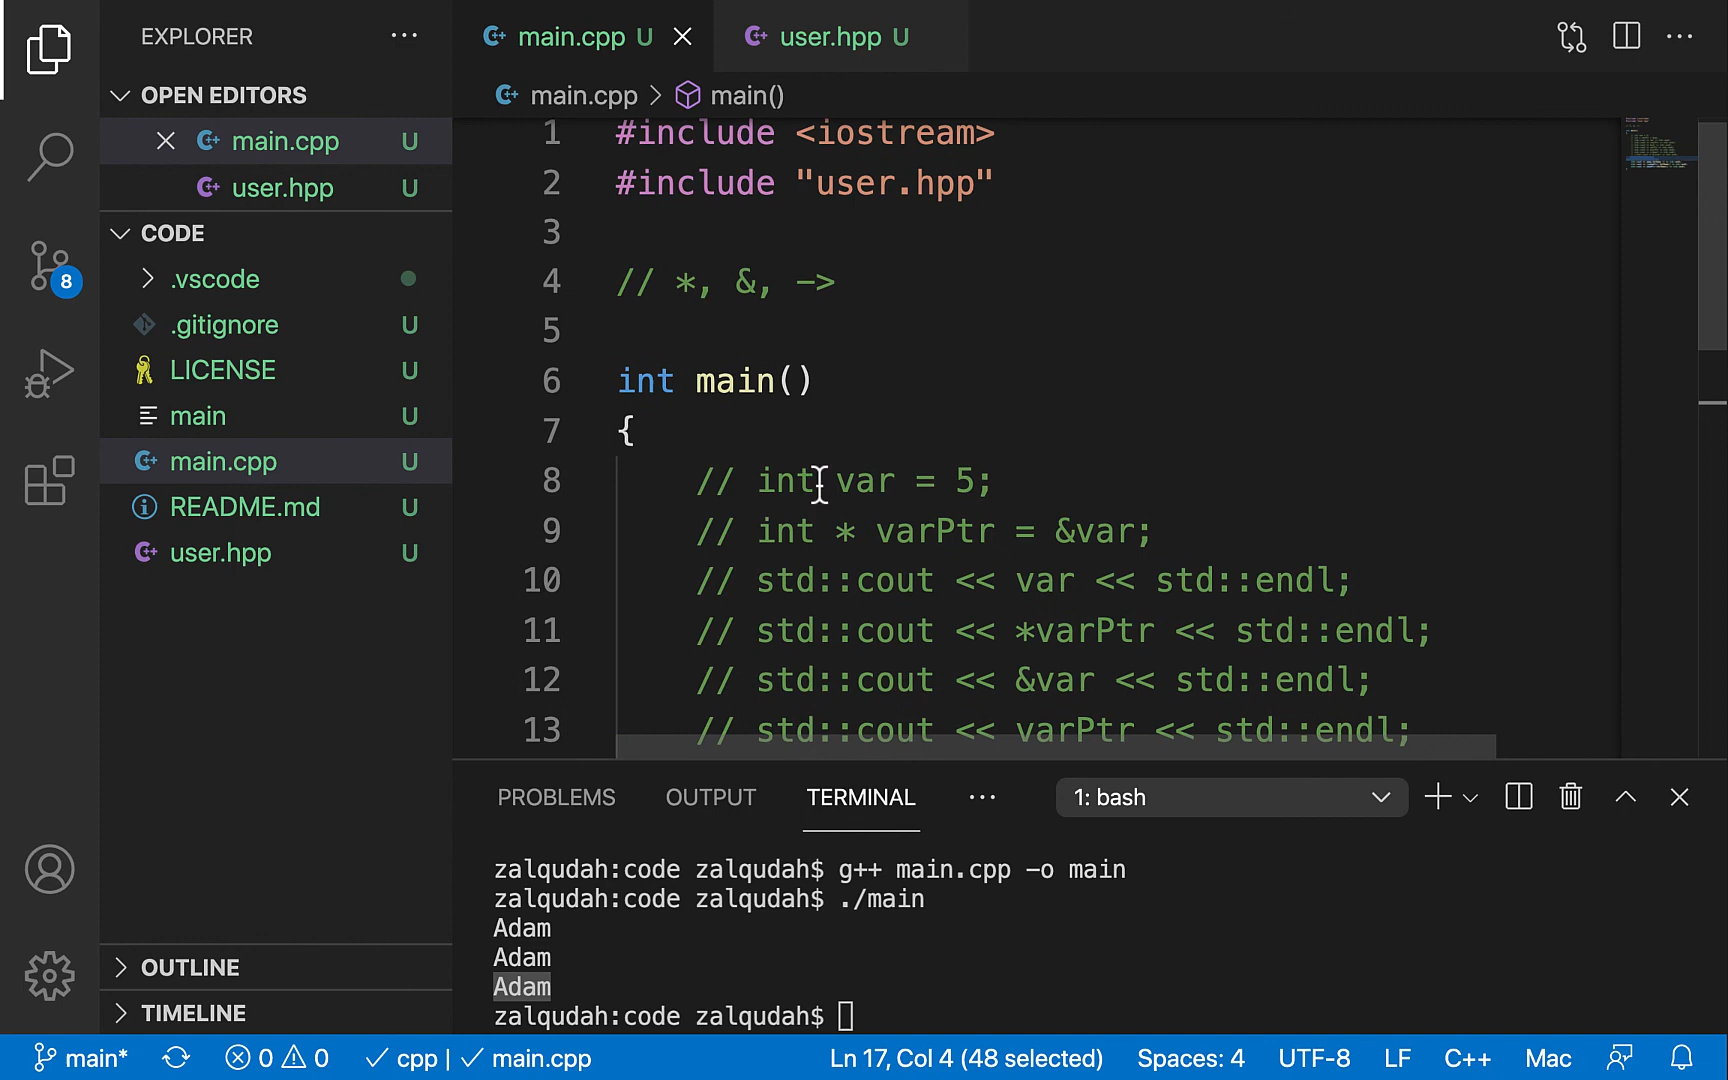 EXPLORER
OPEN EDITORS
main.cpp U
user.hpp U
CODE
.vscode
.gitignore U
LICENSE U
main U
main.cpp U
README.md U
user.hpp U
OUTLINE
TIMELINE
8
main.cpp U
user.hpp U
main.cpp > main()
1 #include <iostream>
2 #include "user.hpp"
3
4 // *, &, ->
5
6 int main()
7 {
8 // int var = 5;
9 // int * varPtr = &var;
10 // std::cout << var << std::endl;
11 // std::cout << *varPtr << std::endl;
12 // std::cout << &var << std::endl;
13 // std::cout << varPtr << std::endl;
PROBLEMS OUTPUT TERMINAL 1: bash
zalqudah:code zalqudah$ g++ main.cpp -o main
zalqudah:code zalqudah$ ./main
Adam
Adam
Adam
zalqudah:code zalqudah$
main* 0 0 cpp | main.cpp Ln 17, Col 4 (48 selected) Spaces: 4 UTF-8 LF C++ Mac